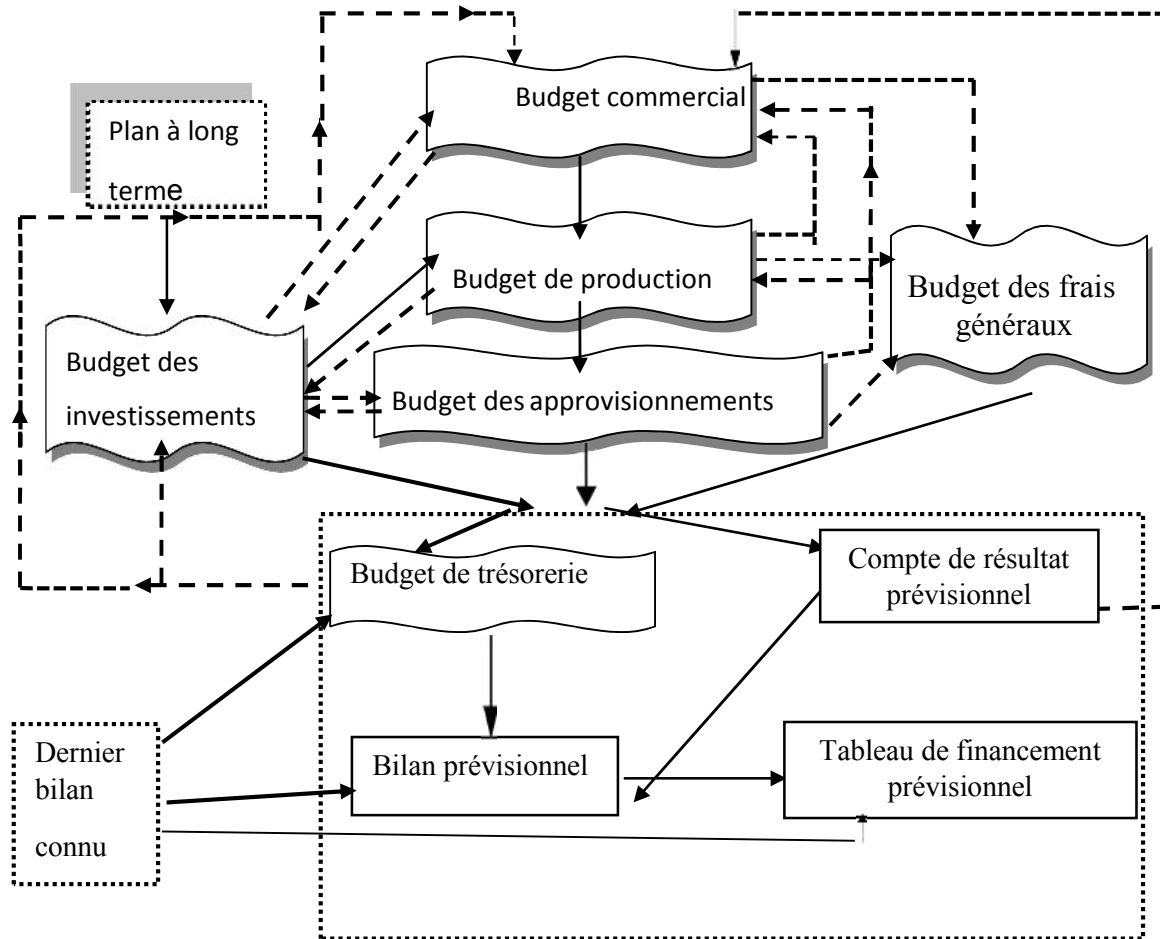 Budget commercial
Plan à long
terme
Budget de production
Budget des frais
généraux
Budget des
investissements
Budget des approvisionnements
Budget de trésorerie
Compte de résultat
prévisionnel
Dernier
bilan
connu
Bilan prévisionnel
Tableau de financement
prévisionnel